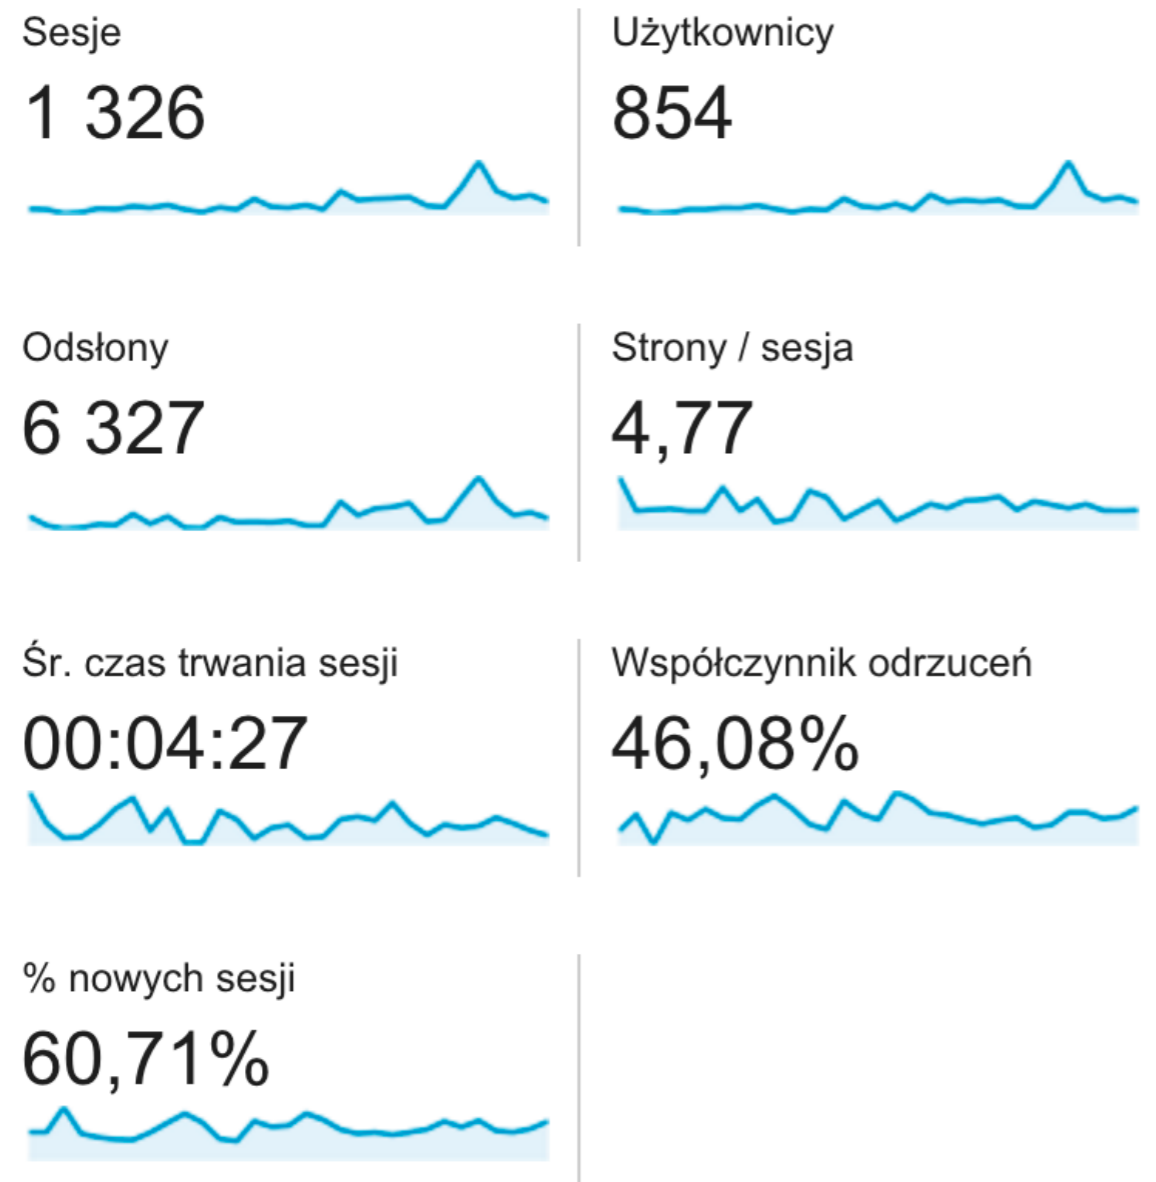 Sesje
1 326
Użytkownicy
854
Odsłony
6 327
Strony / sesja
4,77
Śr. czas trwania sesji
00:04:27
Współczynnik odrzuceń
46,08%
% nowych sesji
60,71%